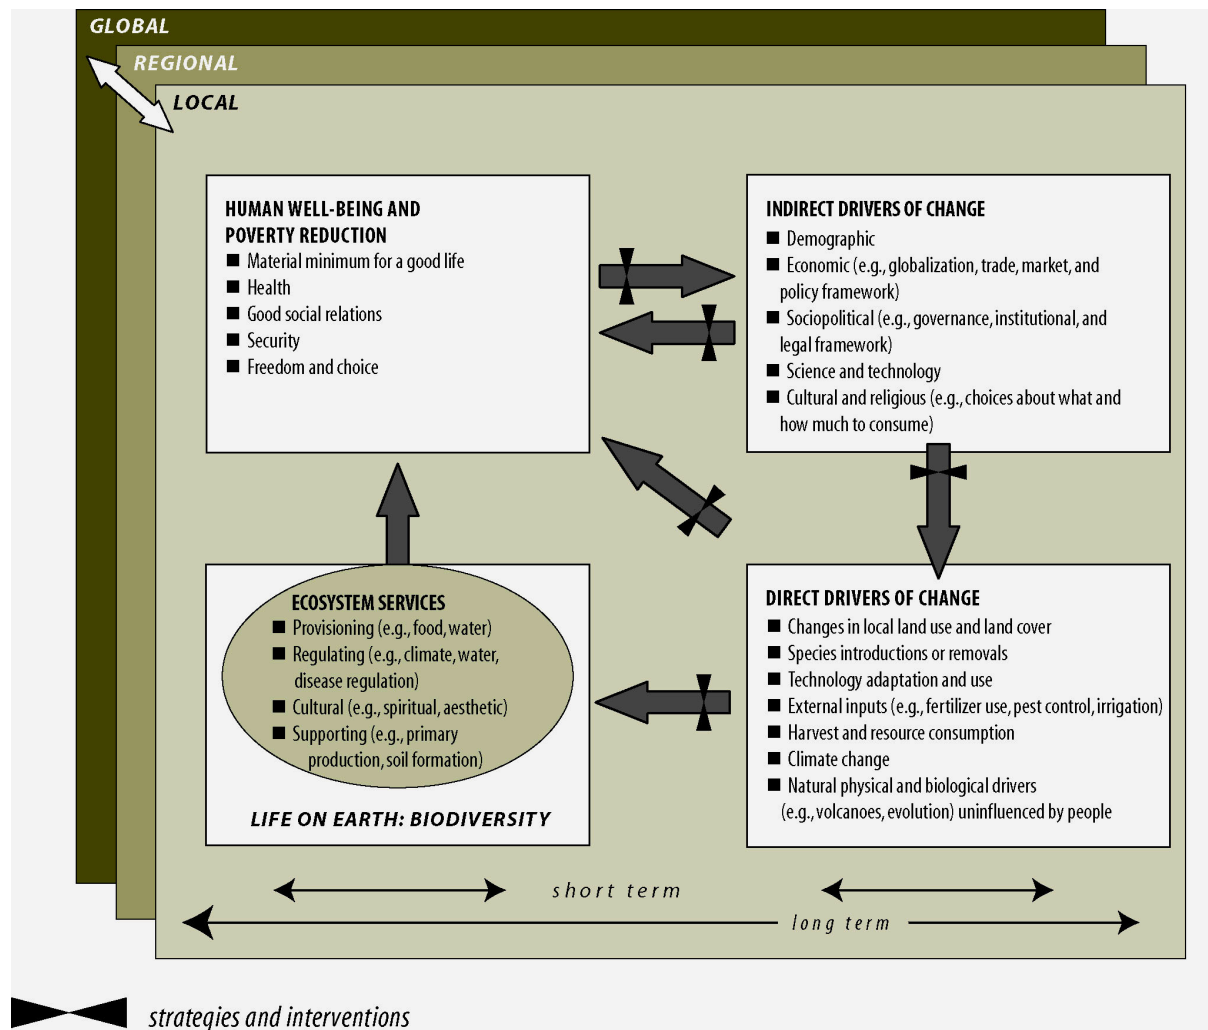 GLOBAL
REGIONAL
LOCAL
HUMAN WELL-BEING AND
POVERTY REDUCTION
■ Material minimum for a good life
■ Health
■ Good social relations
■ Security
■ Freedom and choice
INDIRECT DRIVERS OF CHANGE
■ Demographic
■ Economic (e.g., globalization, trade, market, and
policy framework)
■ Sociopolitical (e.g., governance, institutional, and
legal framework)
■ Science and technology
■ Cultural and religious (e.g., choices about what and
how much to consume)
ECOSYSTEM SERVICES
■ Provisioning (e.g., food, water)
■ Regulating (e.g., climate, water,
disease regulation)
■ Cultural (e.g., spiritual, aesthetic)
■ Supporting (e.g., primary
production, soil formation)
LIFE ON EARTH: BIODIVERSITY
DIRECT DRIVERS OF CHANGE
■ Changes in local land use and land cover
■ Species introductions or removals
■ Technology adaptation and use
■ External inputs (e.g., fertilizer use, pest control, irrigation)
■ Harvest and resource consumption
■ Climate change
■ Natural physical and biological drivers
(e.g., volcanoes, evolution) uninfluenced by people
short term
long term
strategies and interventions